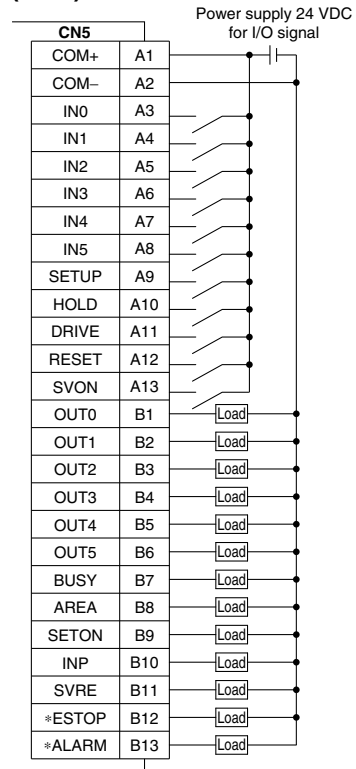 Power supply 24 VDC
for I/O signal
CN5
COM+ A1
COM− A2
IN0 A3
IN1 A4
IN2 A5
IN3 A6
IN4 A7
IN5 A8
SETUP A9
HOLD A10
DRIVE A11
RESET A12
SVON A13
OUT0 B1 Load
OUT1 B2 Load
OUT2 B3 Load
OUT3 B4 Load
OUT4 B5 Load
OUT5 B6 Load
BUSY B7 Load
AREA B8 Load
SETON B9 Load
INP B10 Load
SVRE B11 Load
∗ESTOP B12 Load
∗ALARM B13 Load